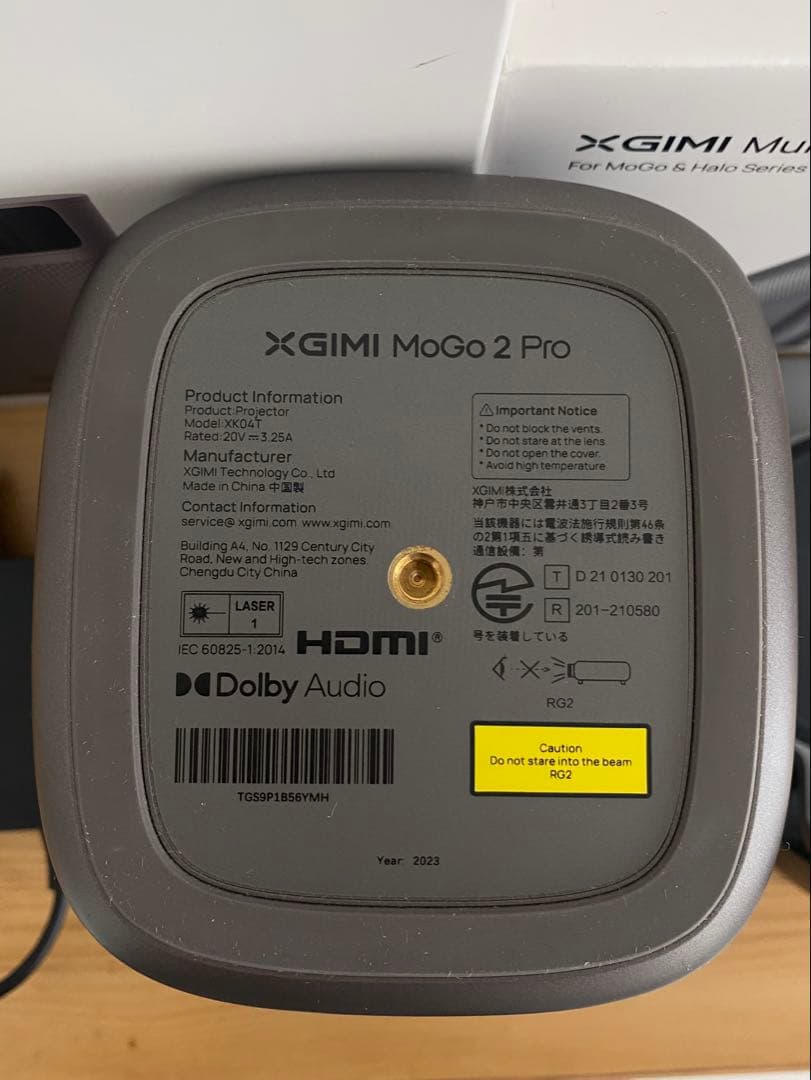 XGIMI Mul
For MoGo & Halo Series
XGIMI MoGo 2 Pro
Product Information
Product:Projector
Model:XK04T
Rated:20V⎓3.25A
Manufacturer
XGIMI Technology Co., Ltd
Made in China 中国製
Contact Information
service@ xgimi.com www.xgimi.com
Building A4, No. 1129 Century City
Road, New and High-tech zones.
Chengdu City China
LASER
1
IEC 60825-1:2014
HDMI®
Dolby Audio
TGS9P1B56YMH
⚠Important Notice
* Do not block the vents.
* Do not stare at the lens
* Do not open the cover.
* Avoid high temperature
XGIMI株式会社
神户市中央区雲井通3丁目2番3号
当該機器には電波法施行規則第46条
の2第1項五に基づく誘導式読み書き
通信設備: 第
T D 21 0130 201
R 201-210580
号を装着している
RG2
Caution
Do not stare into the beam
RG2
Year: 2023